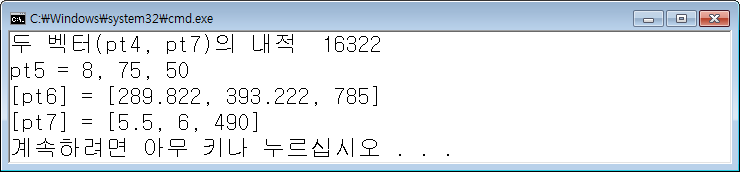 C:₩Windows₩system32₩cmd.exe
두 벡터(pt4, pt7)의 내적  16322
pt5 = 8, 75, 50
[pt6] = [289.822, 393.222, 785]
[pt7] = [5.5, 6, 490]
계속하려면 아무 키나 누르십시오 . . .